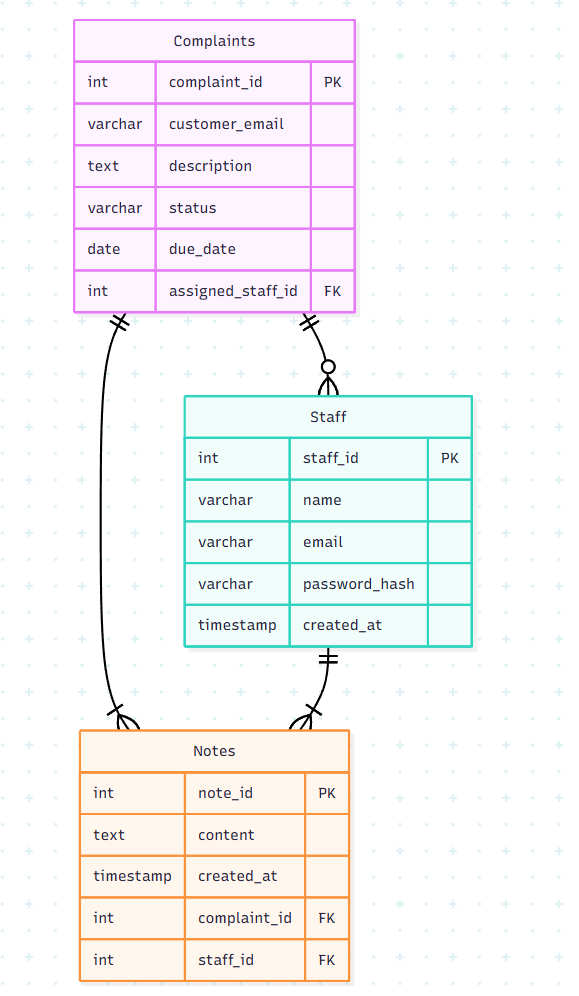 Complaints
int complaint_id PK
varchar customer_email
text description
varchar status
date due_date
int assigned_staff_id FK
Staff
int staff_id PK
varchar name
varchar email
varchar password_hash
timestamp created_at
Notes
int note_id PK
text content
timestamp created_at
int complaint_id FK
int staff_id FK